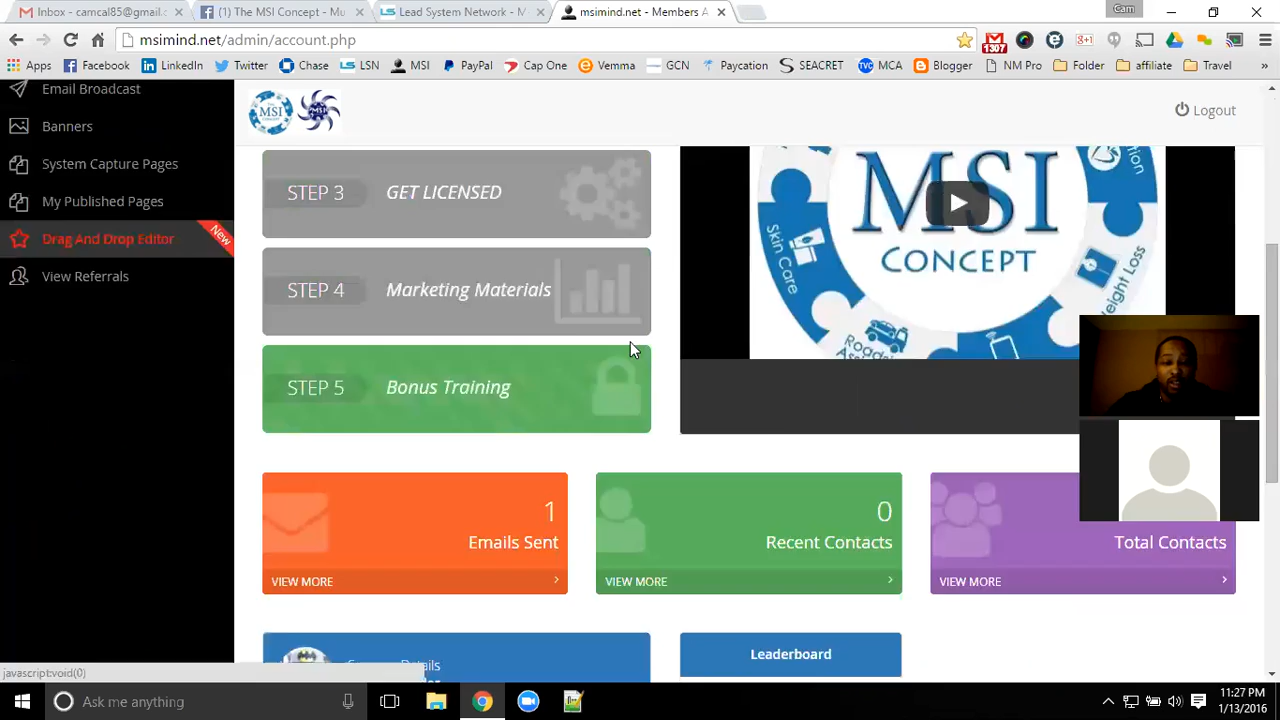 Inbox - camcal85@gmail.c
(1) The MSI Concept - Mu
Lead System Network - M
msimind.net - Members A
Cam
msimind.net/admin/account.php
1307
Apps Facebook LinkedIn Twitter Chase LSN MSI PayPal Cap One Vemma GCN Paycation SEACRET MCA Blogger NM Pro Folder affiliate Travel »
Email Broadcast
Banners
System Capture Pages
My Published Pages
Drag And Drop Editor
New
View Referrals
MSI
Logout
STEP 3 GET LICENSED
STEP 4 Marketing Materials
STEP 5 Bonus Training
MSI
CONCEPT
Skin Care
1
Emails Sent
VIEW MORE
0
Recent Contacts
VIEW MORE
Total Contacts
VIEW MORE
Leaderboard
javascript:void(0)
Ask me anything
11:27 PM
1/13/2016